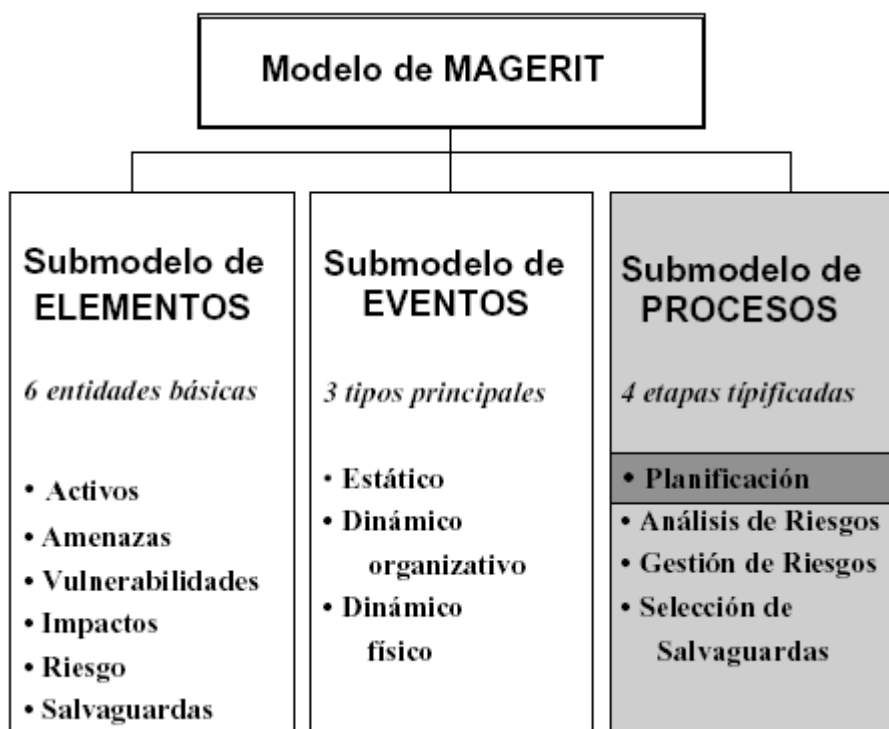 Modelo de MAGERIT
Submodelo de
ELEMENTOS
6 entidades básicas
• Activos
• Amenazas
• Vulnerabilidades
• Impactos
• Riesgo
• Salvaguardas
Submodelo de
EVENTOS
3 tipos principales
• Estático
• Dinámico
organizativo
• Dinámico
físico
Submodelo de
PROCESOS
4 etapas típificadas
• Planificación
• Análisis de Riesgos
• Gestión de Riesgos
• Selección de
Salvaguardas